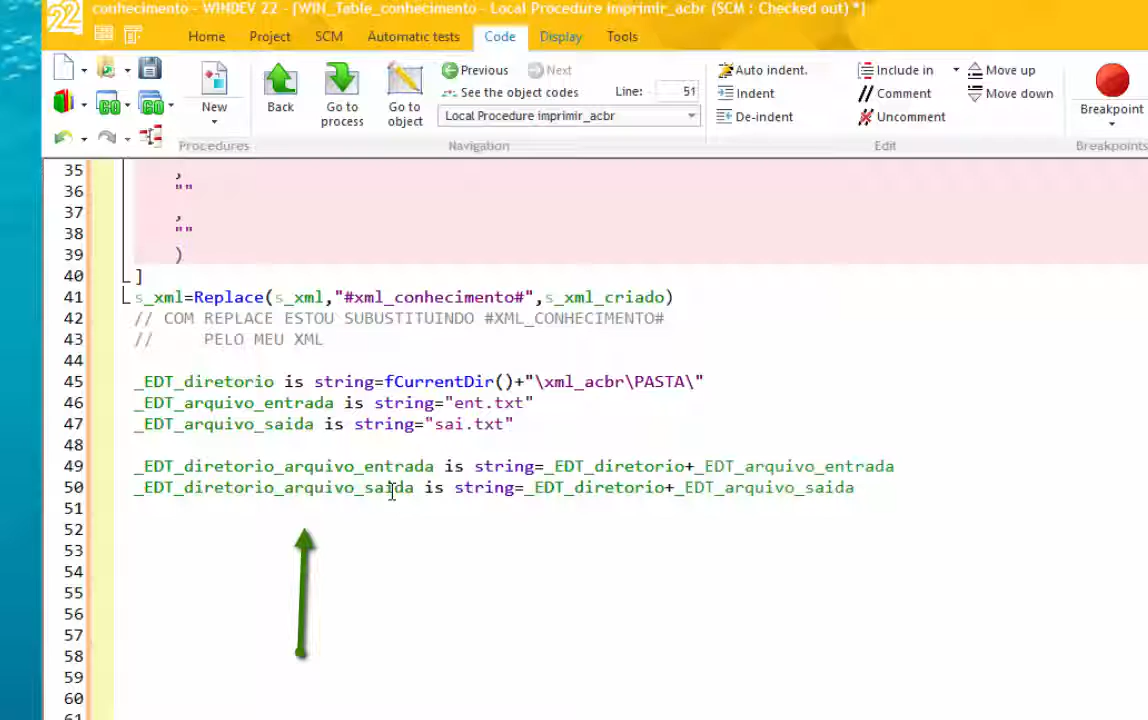 22 conhecimento - WINDEV 22 - [WIN_Table_conhecimento - Local Procedure imprimir_acbr (SCM : Checked out) *]
Home Project SCM Automatic tests Code Display Tools
New Back Go to process Go to object
Previous Next
See the object codes Line: 51
Local Procedure imprimir_acbr
Auto indent. Include in Move up
Indent // Comment Move down
De-indent Uncomment
Breakpoint
GO GO
Procedures Navigation Edit Breakpoints
35 ,
36 ""
37 ,
38 ""
39 )
40 ]
41 s_xml=Replace(s_xml,"#xml_conhecimento#",s_xml_criado)
42 // COM REPLACE ESTOU SUBUSTITUINDO #XML_CONHECIMENTO#
43 // PELO MEU XML
44
45 _EDT_diretorio is string=fCurrentDir()+"\xml_acbr\PASTA\"
46 _EDT_arquivo_entrada is string="ent.txt"
47 _EDT_arquivo_saida is string="sai.txt"
48
49 _EDT_diretorio_arquivo_entrada is string=_EDT_diretorio+_EDT_arquivo_entrada
50 _EDT_diretorio_arquivo_saida is string=_EDT_diretorio+_EDT_arquivo_saida
51
52
53
54
55
56
57
58
59
60
61